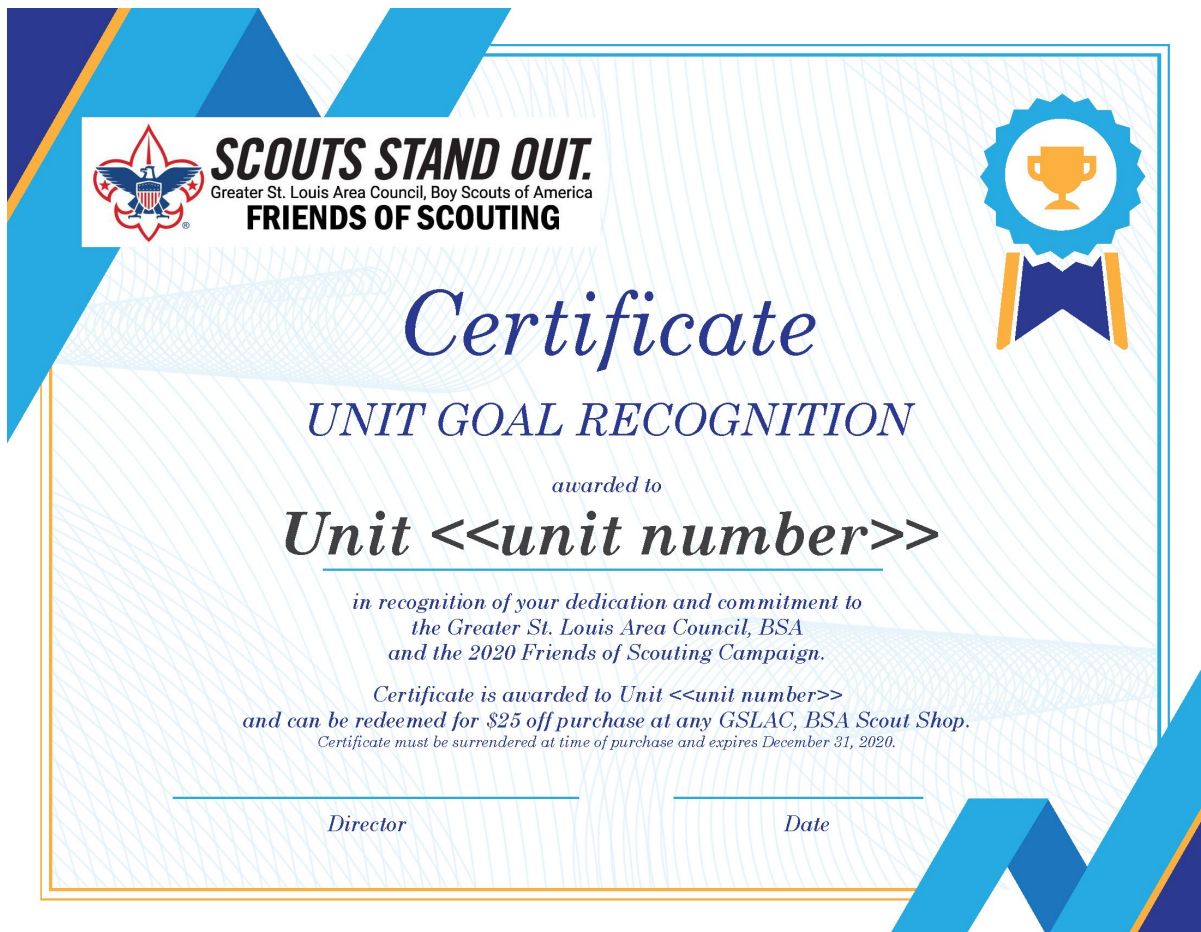 SCOUTS STAND OUT.
Greater St. Louis Area Council, Boy Scouts of America
FRIENDS OF SCOUTING
®
Certificate
UNIT GOAL RECOGNITION
awarded to
Unit <<unit number>>
in recognition of your dedication and commitment to
the Greater St. Louis Area Council, BSA
and the 2020 Friends of Scouting Campaign.
Certificate is awarded to Unit <<unit number>>
and can be redeemed for $25 off purchase at any GSLAC, BSA Scout Shop.
Certificate must be surrendered at time of purchase and expires December 31, 2020.
Director
Date